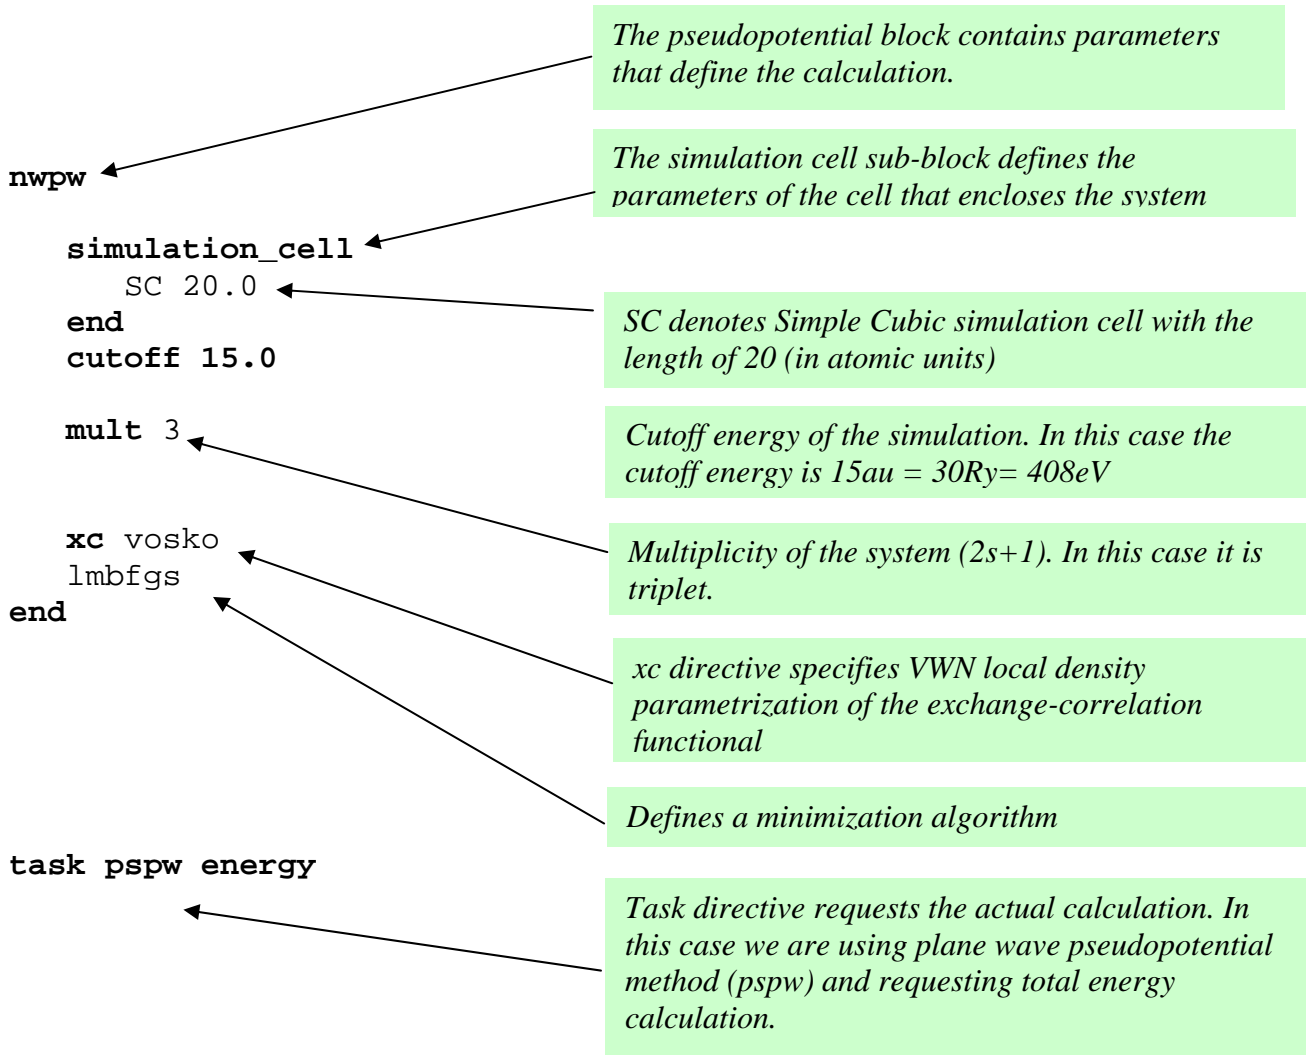 The pseudopotential block contains parameters
that define the calculation.
nwpw
The simulation cell sub-block defines the
parameters of the cell that encloses the system
simulation_cell
SC 20.0
end
cutoff 15.0
SC denotes Simple Cubic simulation cell with the
length of 20 (in atomic units)
mult 3
Cutoff energy of the simulation. In this case the
cutoff energy is 15au = 30Ry= 408eV
xc vosko
lmbfgs
end
Multiplicity of the system (2s+1). In this case it is
triplet.
xc directive specifies VWN local density
parametrization of the exchange-correlation
functional
Defines a minimization algorithm
task pspw energy
Task directive requests the actual calculation. In
this case we are using plane wave pseudopotential
method (pspw) and requesting total energy
calculation.